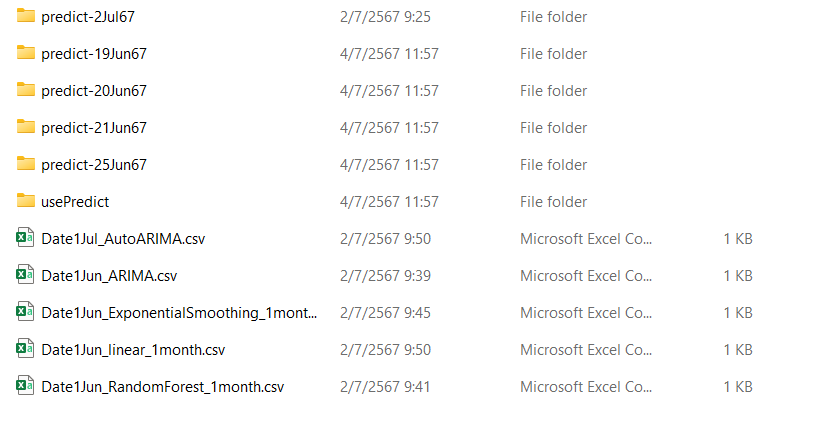 predict-2Jul67 2/7/2567 9:25 File folder
predict-19Jun67 4/7/2567 11:57 File folder
predict-20Jun67 4/7/2567 11:57 File folder
predict-21Jun67 4/7/2567 11:57 File folder
predict-25Jun67 4/7/2567 11:57 File folder
usePredict 4/7/2567 11:57 File folder
Date1Jul_AutoARIMA.csv 2/7/2567 9:50 Microsoft Excel Co... 1 KB
Date1Jun_ARIMA.csv 2/7/2567 9:39 Microsoft Excel Co... 1 KB
Date1Jun_ExponentialSmoothing_1mont... 2/7/2567 9:45 Microsoft Excel Co... 1 KB
Date1Jun_linear_1month.csv 2/7/2567 9:50 Microsoft Excel Co... 1 KB
Date1Jun_RandomForest_1month.csv 2/7/2567 9:41 Microsoft Excel Co... 1 KB